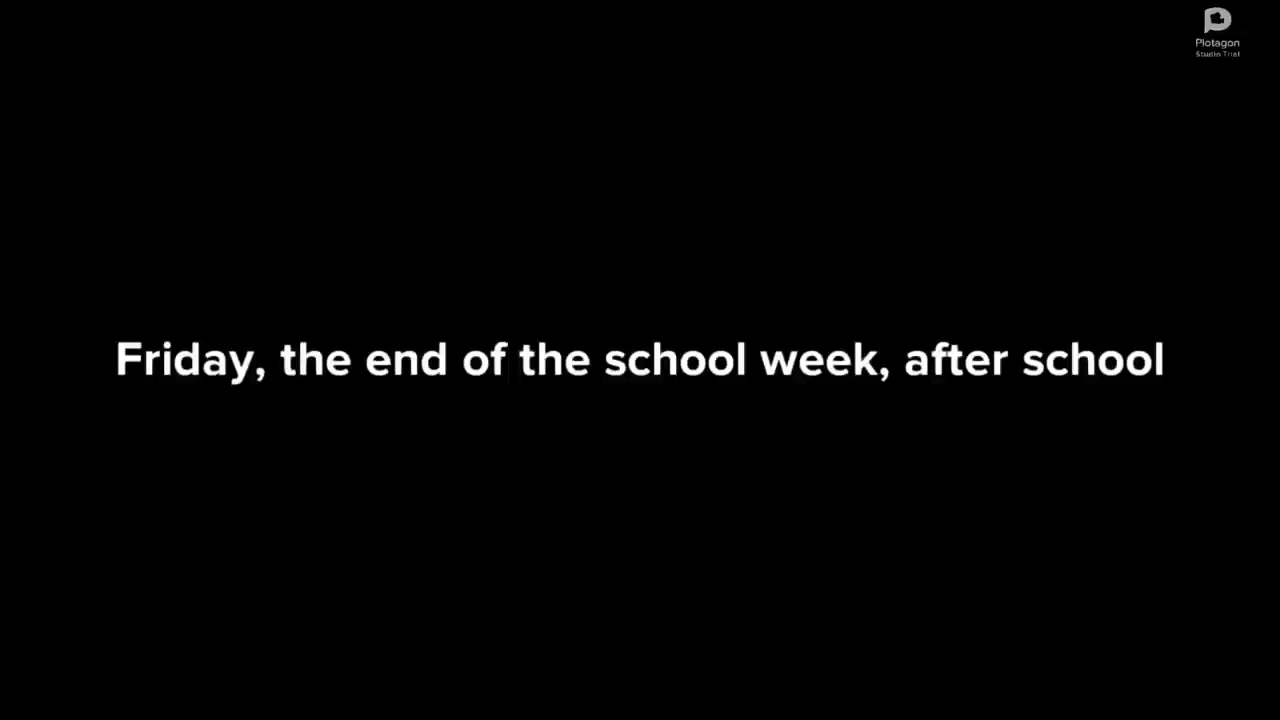 Plotagon
Studio Trial
Friday, the end of the school week, after school